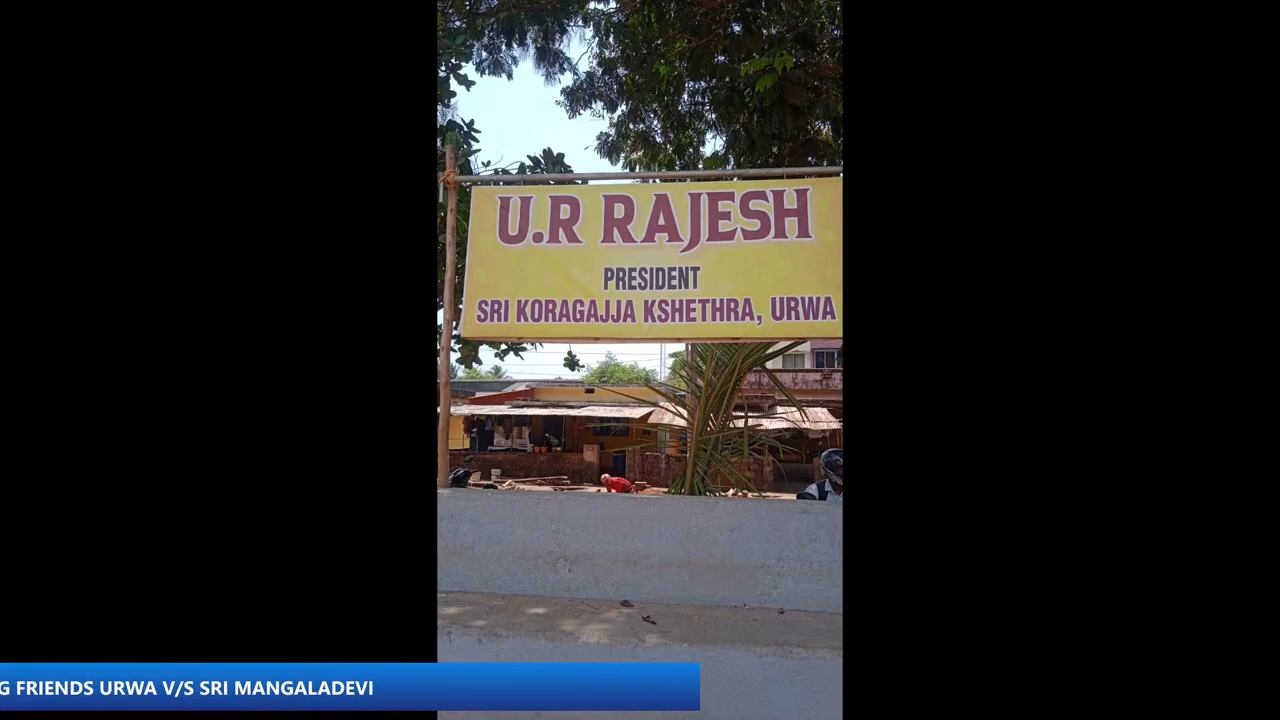 U.R RAJESH
PRESIDENT
SRI KORAGAJJA KSHETHRA, URWA
G FRIENDS URWA V/S SRI MANGALADEVI